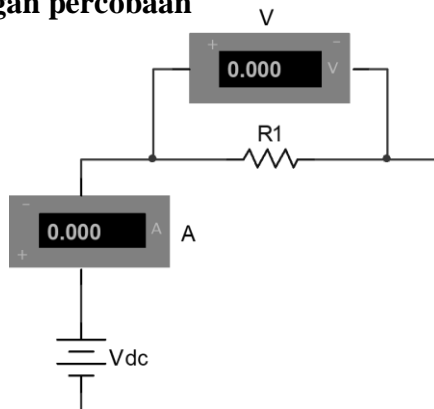 gan percobaan
V
+ -
0.000 V
R1
-
0.000 A
+
A
Vdc